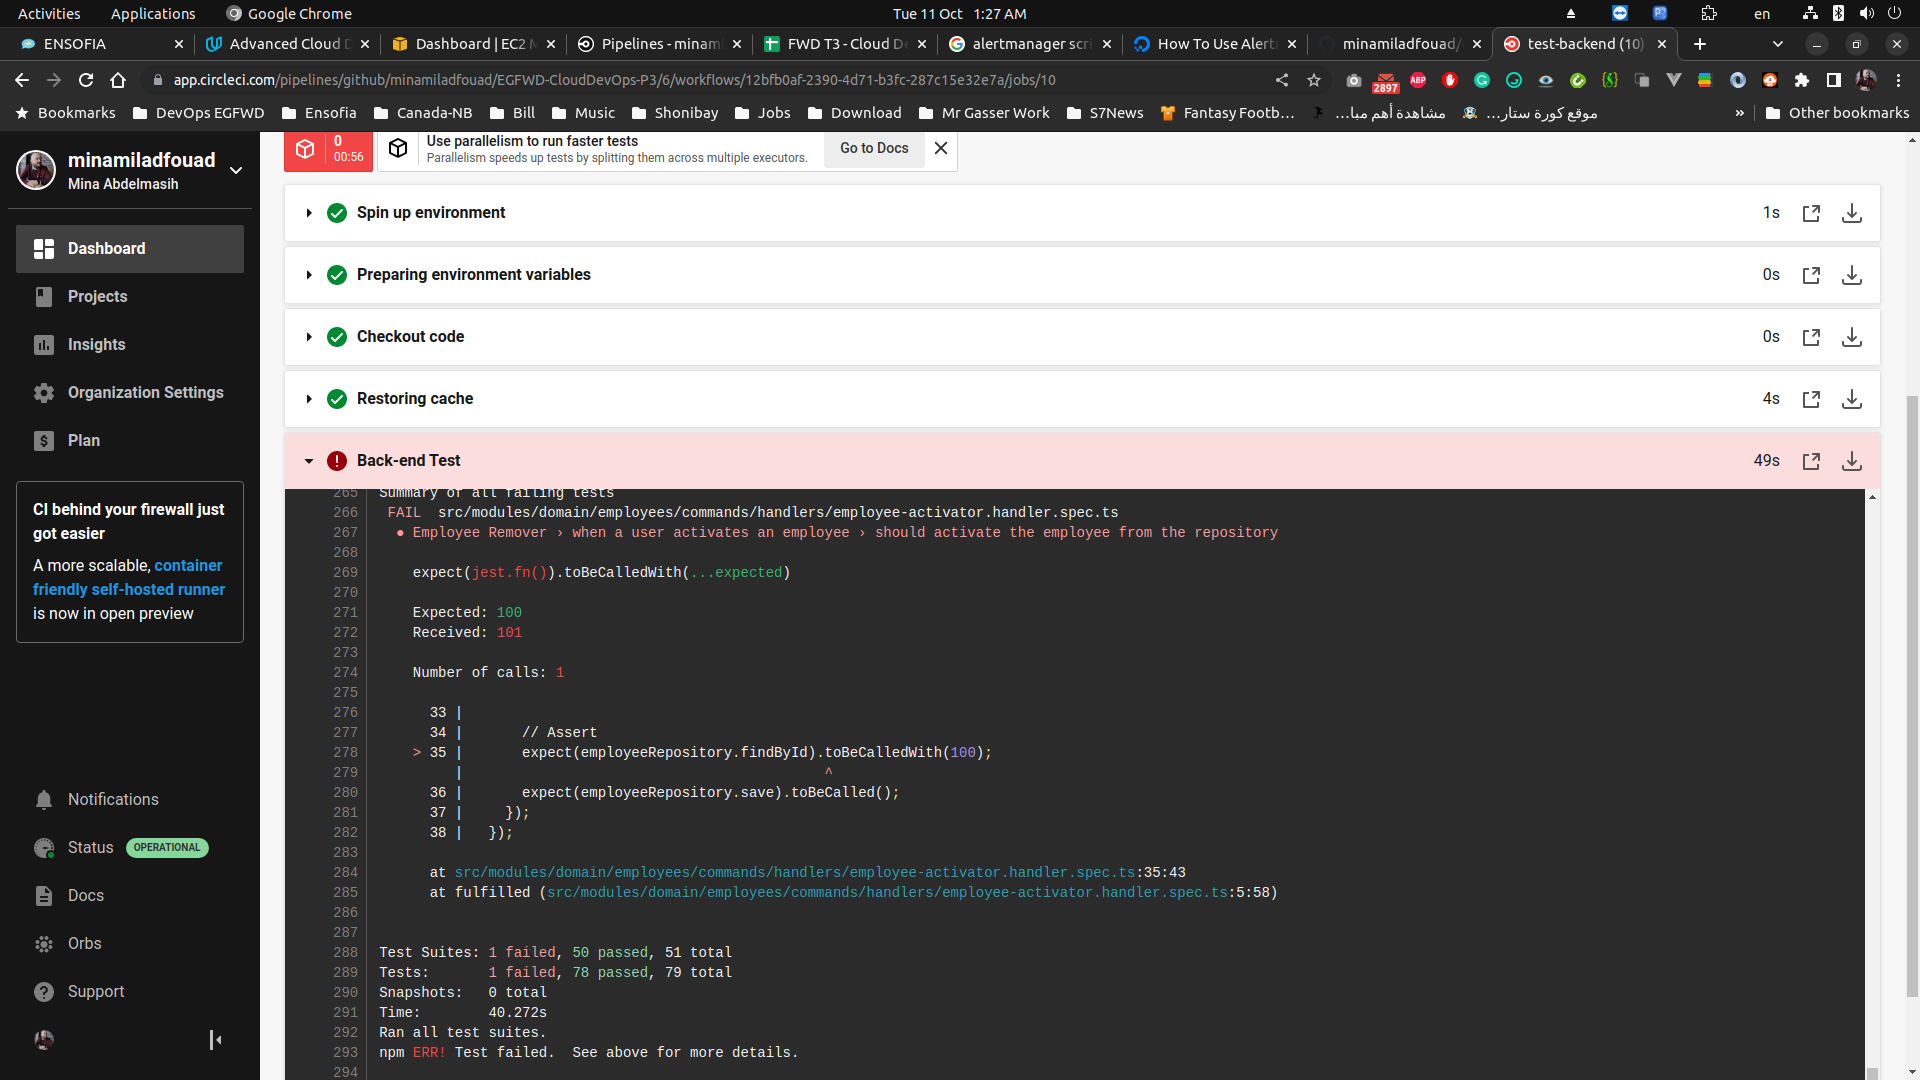 Activities Applications Google Chrome Tue 11 Oct 1:27 AM en
ENSOFIA Advanced Cloud D Dashboard | EC2 M Pipelines - minam FWD T3 - Cloud De alertmanager scri How To Use Alert minamiladfouad/ test-backend (10)
app.circleci.com/pipelines/github/minamiladfouad/EGFWD-CloudDevOps-P3/6/workflows/12bfb0af-2390-4d71-b3fc-287c15e32e7a/jobs/10 2897 ABP
Bookmarks DevOps EGFWD Ensofia Canada-NB Bill Music Shonibay Jobs Download Mr Gasser Work S7News Fantasy Footb… مشاهدة أهم مبا… موقع كورة ستار… » Other bookmarks
minamiladfouad
Mina Abdelmasih
Dashboard
Projects
Insights
Organization Settings
Plan
CI behind your firewall just
got easier
A more scalable, container
friendly self-hosted runner
is now in open preview
Notifications
Status OPERATIONAL
Docs
Orbs
Support
0
00:56
Use parallelism to run faster tests
Parallelism speeds up tests by splitting them across multiple executors.
Go to Docs
Spin up environment 1s
Preparing environment variables 0s
Checkout code 0s
Restoring cache 4s
Back-end Test 49s
265 Summary of all failing tests
266 FAIL src/modules/domain/employees/commands/handlers/employee-activator.handler.spec.ts
267 ● Employee Remover › when a user activates an employee › should activate the employee from the repository
268
269 expect(jest.fn()).toBeCalledWith(...expected)
270
271 Expected: 100
272 Received: 101
273
274 Number of calls: 1
275
276 33 |
277 34 | // Assert
278 > 35 | expect(employeeRepository.findById).toBeCalledWith(100);
279 | ^
280 36 | expect(employeeRepository.save).toBeCalled();
281 37 | });
282 38 | });
283
284 at src/modules/domain/employees/commands/handlers/employee-activator.handler.spec.ts:35:43
285 at fulfilled (src/modules/domain/employees/commands/handlers/employee-activator.handler.spec.ts:5:58)
286
287
288 Test Suites: 1 failed, 50 passed, 51 total
289 Tests: 1 failed, 78 passed, 79 total
290 Snapshots: 0 total
291 Time: 40.272s
292 Ran all test suites.
293 npm ERR! Test failed. See above for more details.
294